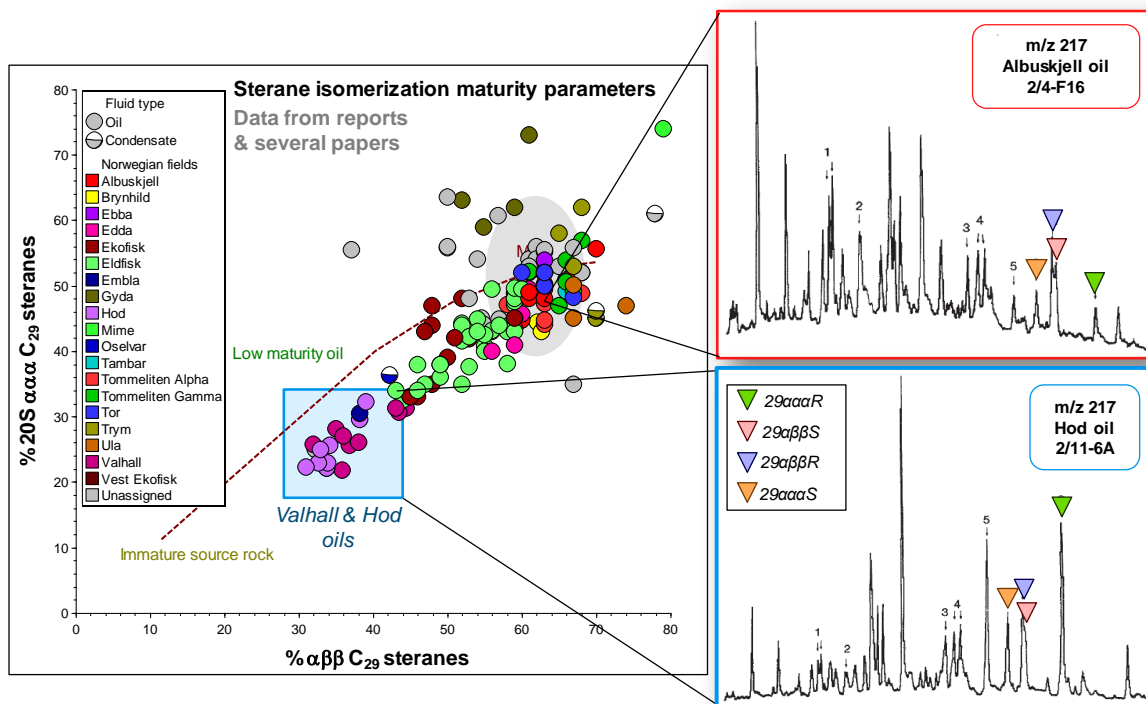 Sterane isomerization maturity parameters
Data from reports
& several papers
Fluid type
Oil
Condensate
Norwegian fields
Albuskjell
Brynhild
Ebba
Edda
Ekofisk
Eldfisk
Embla
Gyda
Hod
Mime
Oselvar
Tambar
Tommeliten Alpha
Tommeliten Gamma
Tor
Trym
Ula
Valhall
Vest Ekofisk
Unassigned
%20S ααα C29 steranes
80
70
60
50
40
30
20
10
0
M
Low maturity oil
Valhall & Hod
oils
Immature source rock
0
10
20
30
40
50
60
70
80
%αββ C29 steranes
m/z 217
Albuskjell oil
2/4-F16
1
2
3
4
5
29αααR
29αββS
29αββR
29αααS
m/z 217
Hod oil
2/11-6A
1
2
3
4
5